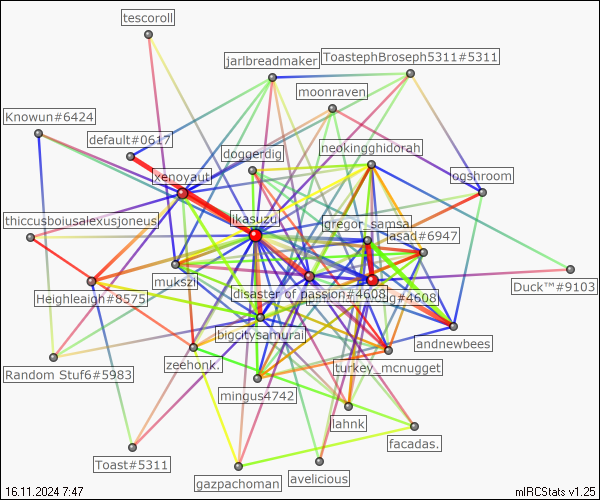 tescoroll
jarlbreadmaker
ToastephBroseph5311#5311
moonraven
Knowun#6424
default#0617
doggerdig
neokingghidorah
xenoyaut
ogshroom
thiccusboiusalexusioneus
ikasuzu
gregor_samsa
asad#6947
mukszi
Duck™#9103
Heighleaigh#8575
disaster of passion#4608
g#4608
bigcitysamurai
andnewbees
zeehonk.
turkey_mcnugget
Random Stuf6#5983
mingus4742
lahnk
facadas.
Toast#5311
gazpachoman
avelicious
16.11.2024 7:47
mIRCStats v1.25